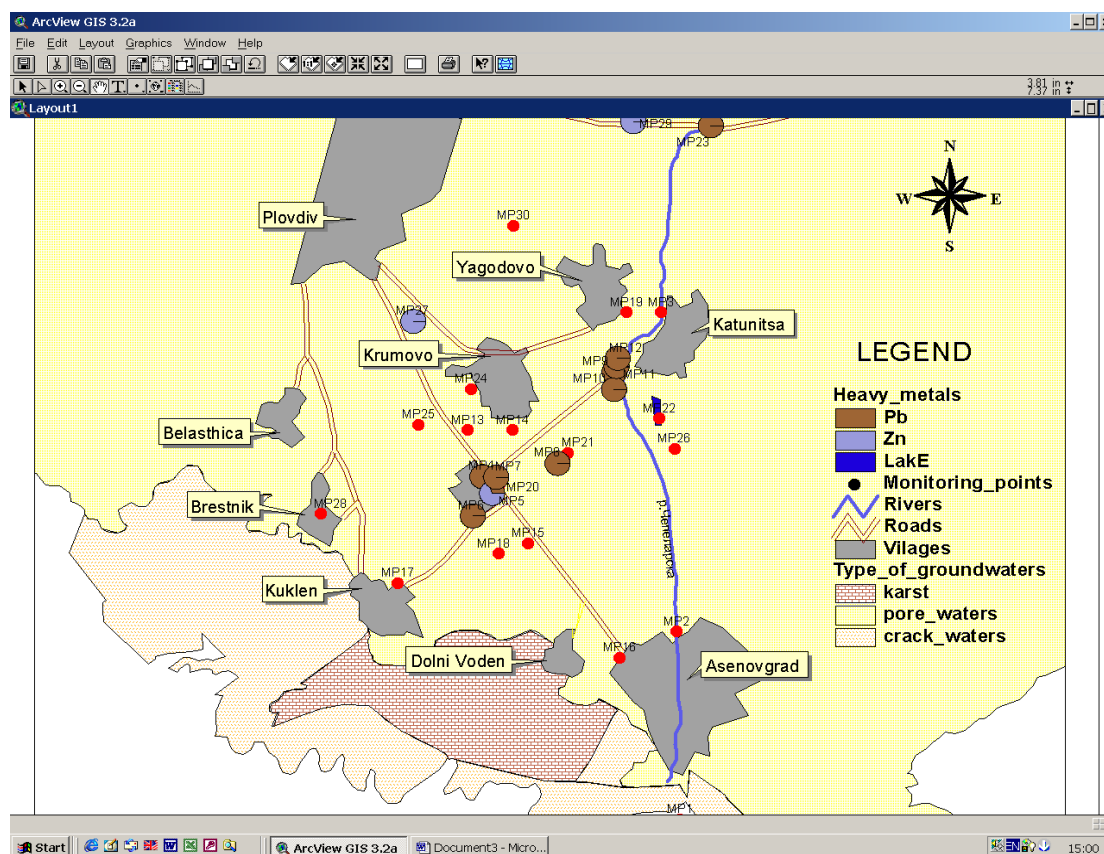 ArcView GIS 3.2a
File Edit Layout Graphics Window Help
3.81 in
7.37 in
Layout1
MP29
MP23
N
W E
S
Plovdiv
MP30
Yagodovo
MP27
MP19 MP3
Katunitsa
Krumovo
MP12
MP9
MP11
MP10
MP24
MP22
MP25
MP13
MP14
Belasthica
MP21
MP26
MP8
MP4
MP7
MP20
MP5
MP6
Brestnik
MP28
р.Чепеларска
MP15
MP18
MP17
Kuklen
MP2
Dolni Voden
MP16
Asenovgrad
MP1
LEGEND
Heavy_metals
Pb
Zn
LakE
Monitoring_points
Rivers
Roads
Vilages
Type_of_groundwaters
karst
pore_waters
crack_waters
Start
ArcView GIS 3.2a
Document3 - Micro...
EN
15:00